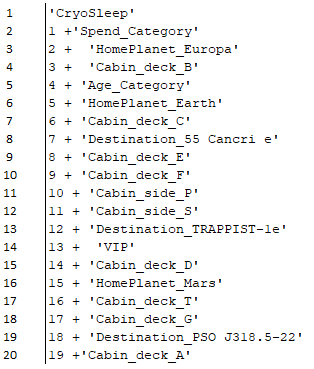 1 'CryoSleep'
2 1 +'Spend_Category'
3 2 + 'HomePlanet_Europa'
4 3 + 'Cabin_deck_B'
5 4 + 'Age_Category'
6 5 + 'HomePlanet_Earth'
7 6 + 'Cabin_deck_C'
8 7 + 'Destination_55 Cancri e'
9 8 + 'Cabin_deck_E'
10 9 + 'Cabin_deck_F'
11 10 + 'Cabin_side_P'
12 11 + 'Cabin_side_S'
13 12 + 'Destination_TRAPPIST-1e'
14 13 + 'VIP'
15 14 + 'Cabin_deck_D'
16 15 + 'HomePlanet_Mars'
17 16 + 'Cabin_deck_T'
18 17 + 'Cabin_deck_G'
19 18 + 'Destination_PSO J318.5-22'
20 19 +'Cabin_deck_A'